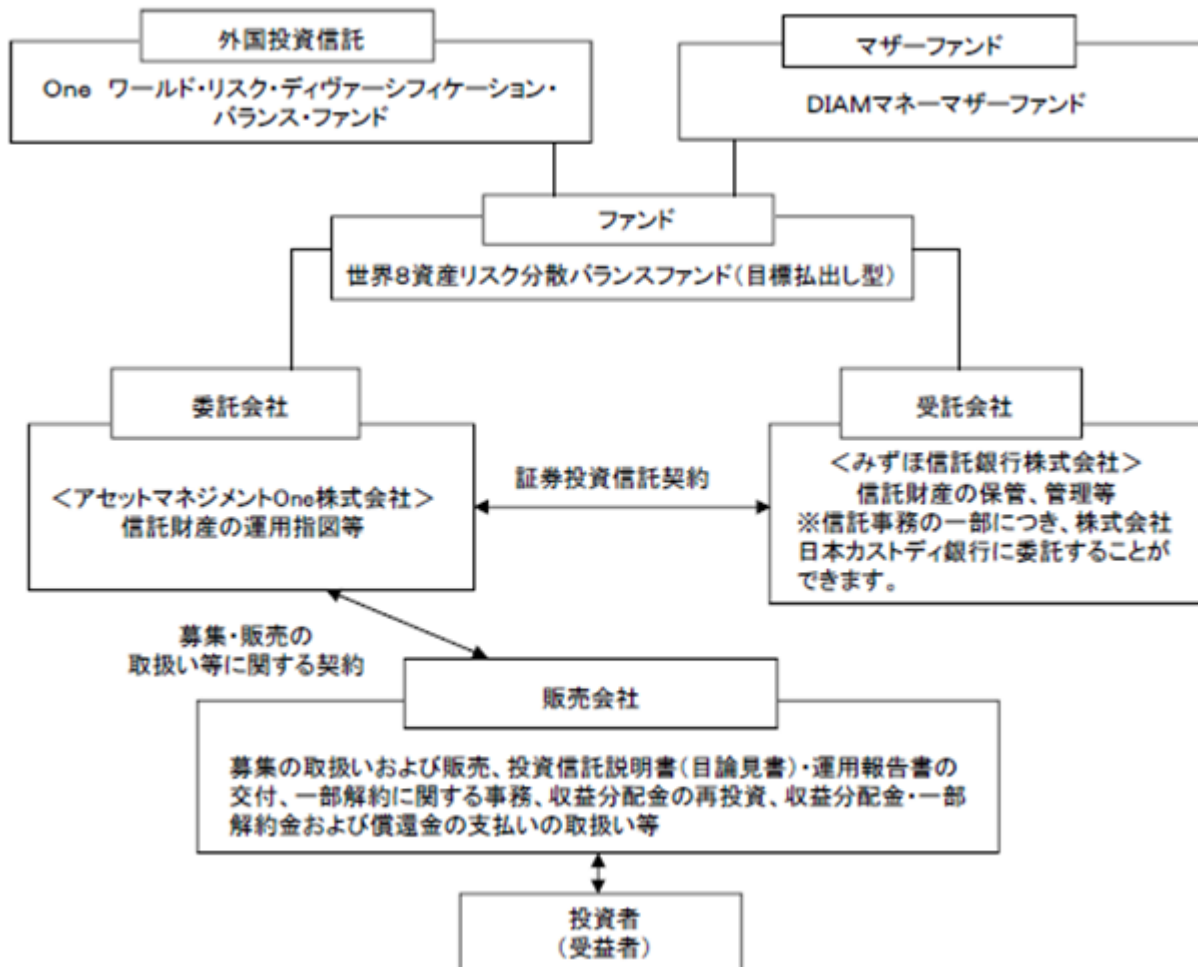 外国投資信託
One ワールド・リスク・ディヴァーシフィケーション・
バランス・ファンド
マザーファンド
DIAMマネーマザーファンド
ファンド
世界8資産リスク分散バランスファンド(目標払出し型)
委託会社
<アセットマネジメントOne株式会社>
信託財産の運用指図等
証券投資信託契約
受託会社
<みずほ信託銀行株式会社>
信託財産の保管、管理等
※信託事務の一部につき、株式会社
日本カストディ銀行に委託することが
できます。
募集・販売の
取扱い等に関する契約
販売会社
募集の取扱いおよび販売、投資信託説明書(目論見書)・運用報告書の
交付、一部解約に関する事務、収益分配金の再投資、収益分配金・一部
解約金および償還金の支払いの取扱い等
投資者
(受益者)